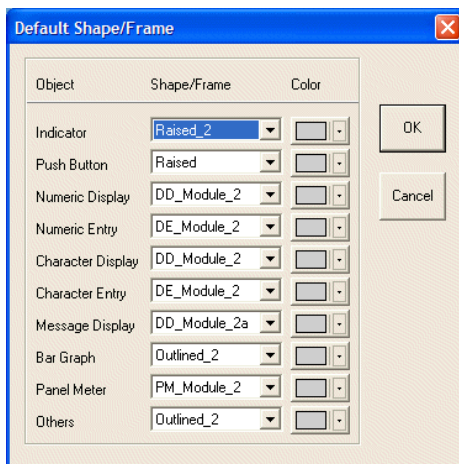 Default Shape/Frame
Object Shape/Frame Color
Indicator Raised_2
Push Button Raised
Numeric Display DD_Module_2
Numeric Entry DE_Module_2
Character Display DD_Module_2
Character Entry DE_Module_2
Message Display DD_Module_2a
Bar Graph Outlined_2
Panel Meter PM_Module_2
Others Outlined_2
OK
Cancel